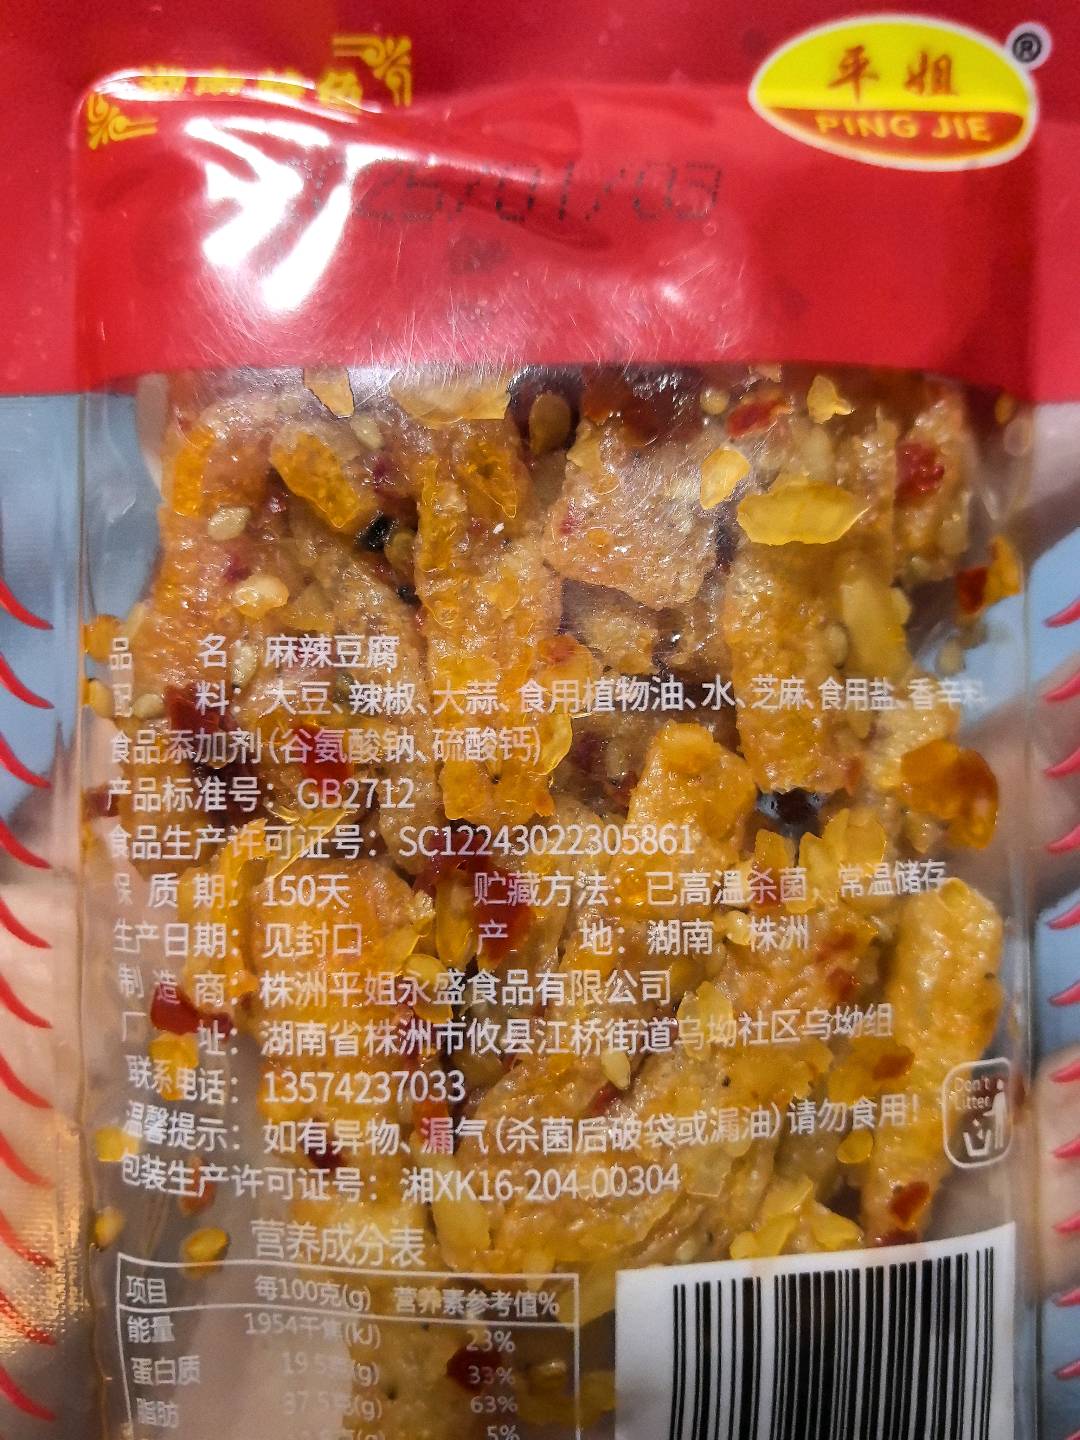 平姐
PING JIE
®
25/01/03
品 名：麻辣豆腐
配 料：大豆、辣椒、大蒜、食用植物油、水、芝麻、食用盐、香辛料
食品添加剂（谷氨酸钠、硫酸钙）
产品标准号：GB2712
食品生产许可证号：SC12243022305861
保 质 期：150天 贮藏方法：已高温杀菌，常温储存
生产日期：见封口 产 地：湖南 株洲
制 造 商：株洲平姐永盛食品有限公司
厂 址：湖南省株洲市攸县江桥街道乌坳社区乌坳组
联系电话：13574237033
Don't
Litter
温馨提示：如有异物、漏气（杀菌后破袋或漏油）请勿食用！
包装生产许可证号：湘XK16-204-00304
营养成分表
项目 每100克(g) 营养素参考值%
能量 1954千焦(kJ) 23%
蛋白质 19.5克(g) 33%
脂肪 37.5克(g) 63%
5%